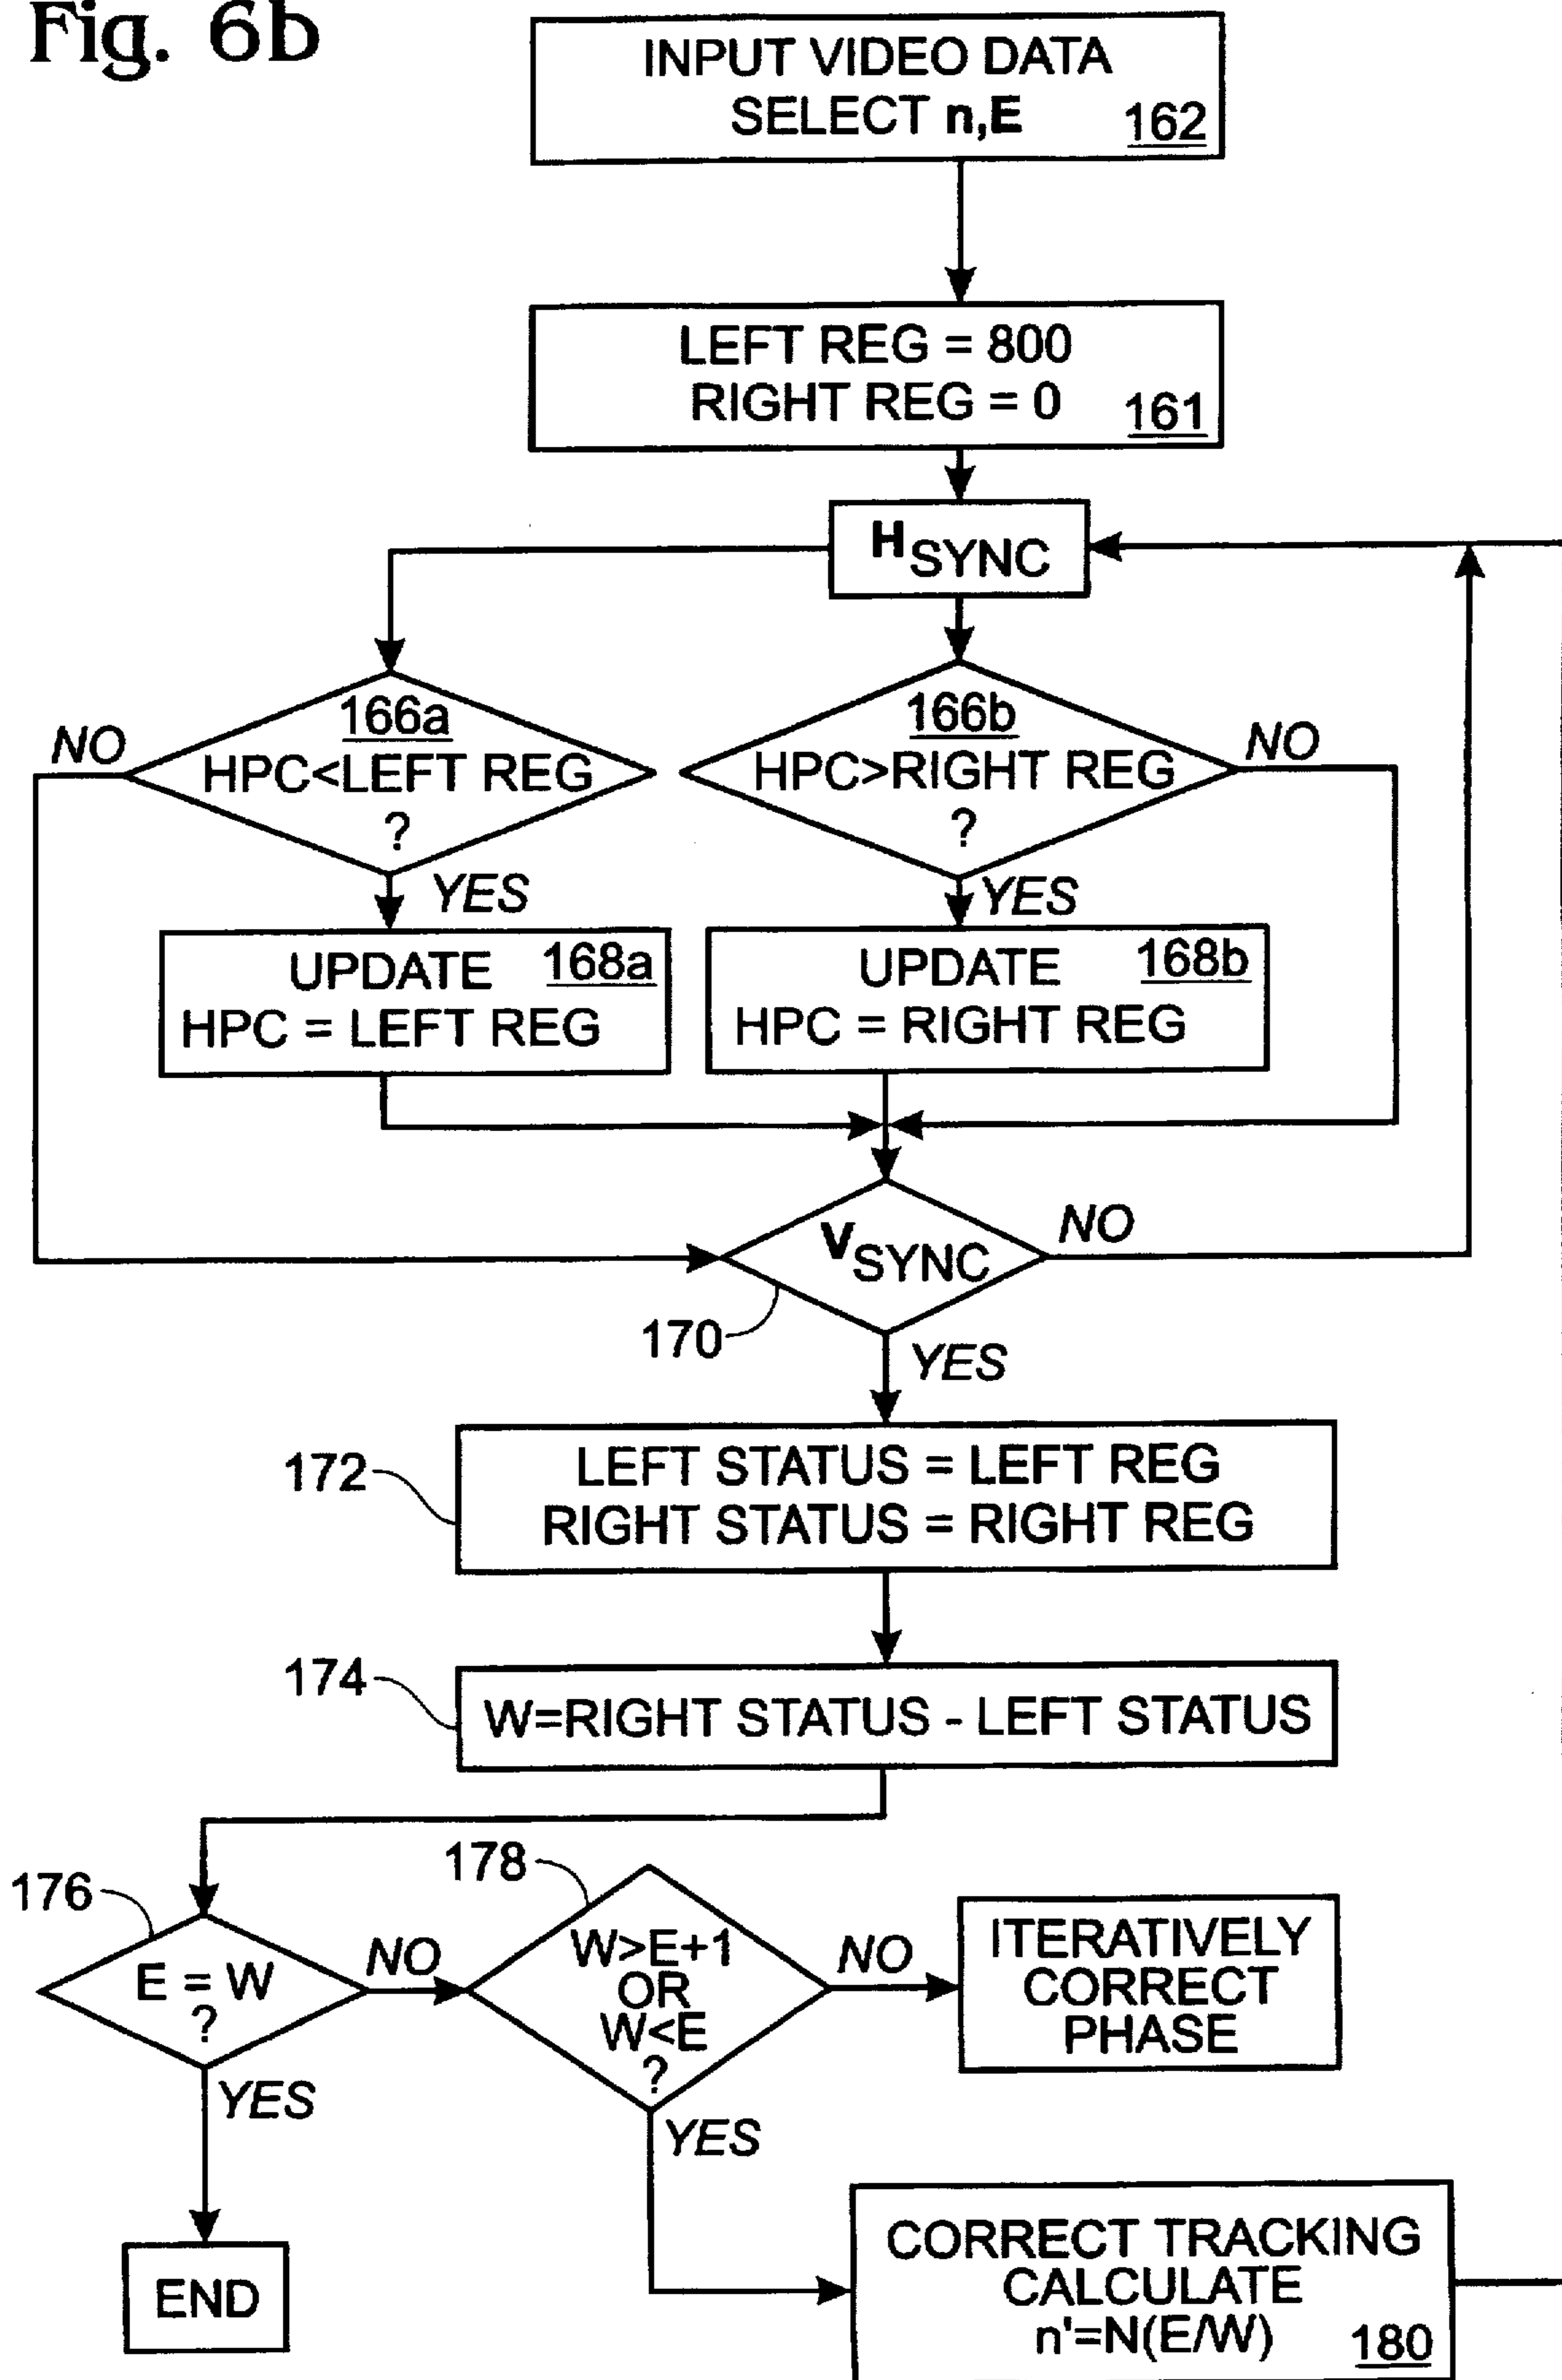 Fig. 6b
INPUT VIDEO DATA
SELECT n,E
162
LEFT REG = 800
RIGHT REG = 0
161
HSYNC
166a
HPC<LEFT REG
?
NO
YES
166b
HPC>RIGHT REG
?
NO
YES
UPDATE
168a
HPC = LEFT REG
UPDATE
168b
HPC = RIGHT REG
VSYNC
NO
170
YES
172
LEFT STATUS = LEFT REG
RIGHT STATUS = RIGHT REG
174
W=RIGHT STATUS - LEFT STATUS
176
E = W
?
NO
YES
178
W>E+1
OR
W<E
?
NO
YES
ITERATIVELY
CORRECT
PHASE
END
CORRECT TRACKING
CALCULATE
n'=N(E/W)
180